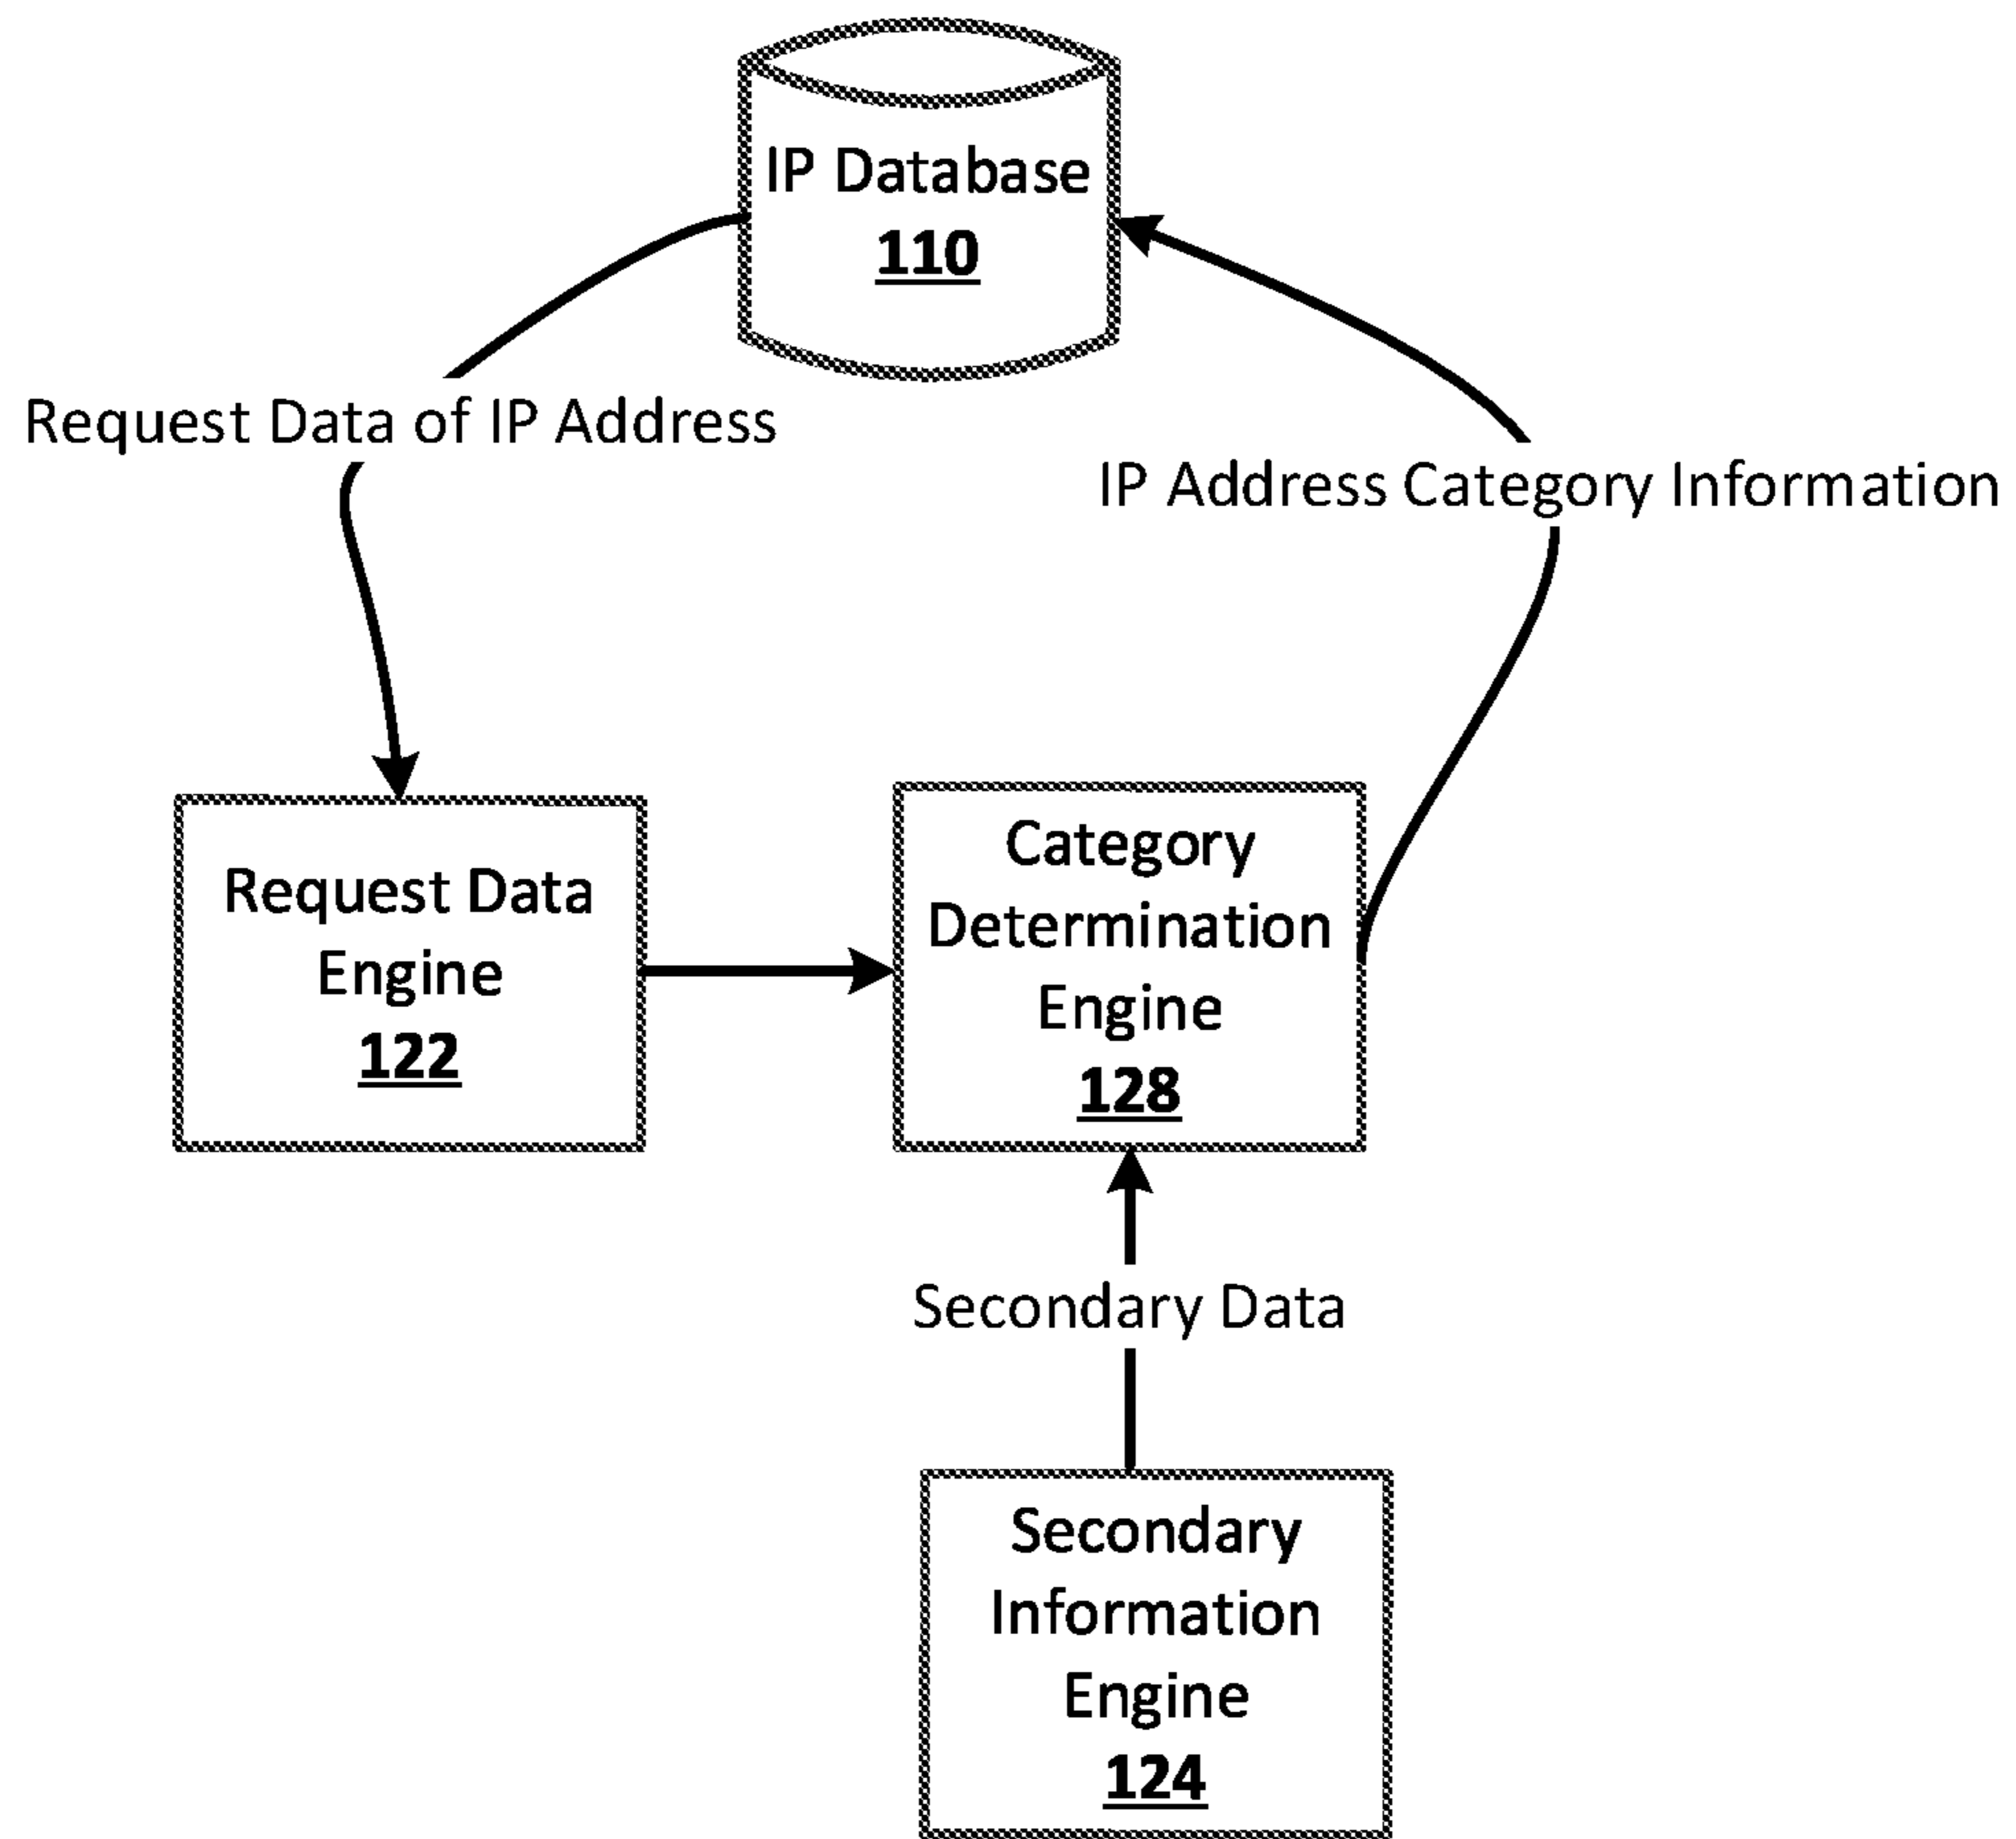 IP Database
110
Request Data of IP Address
IP Address Category Information
Request Data
Engine
122
Category
Determination
Engine
128
Secondary Data
Secondary
Information
Engine
124